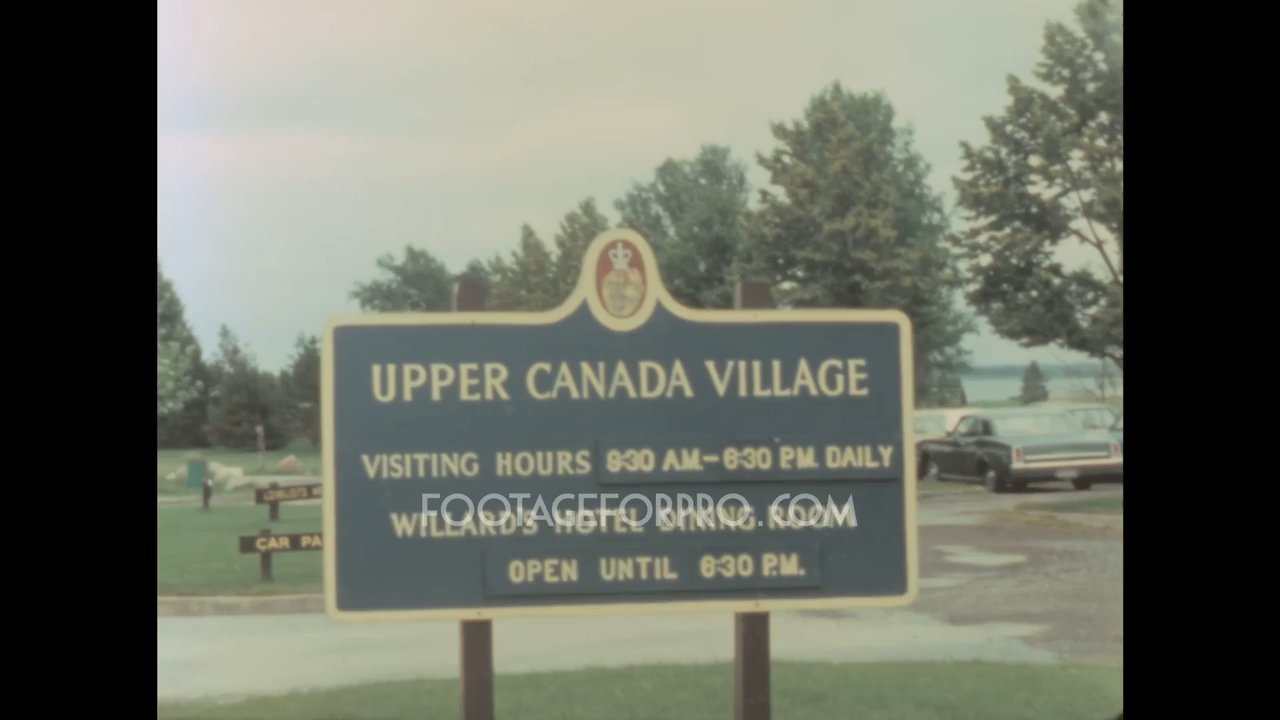 UPPER CANADA VILLAGE
VISITING HOURS 9:30 A.M.–6:30 P.M. DAILY
WILLARD'S HOTEL DINING ROOM
FOOTAGEFORPRO.COM
OPEN UNTIL 6:30 P.M.
CAR PA